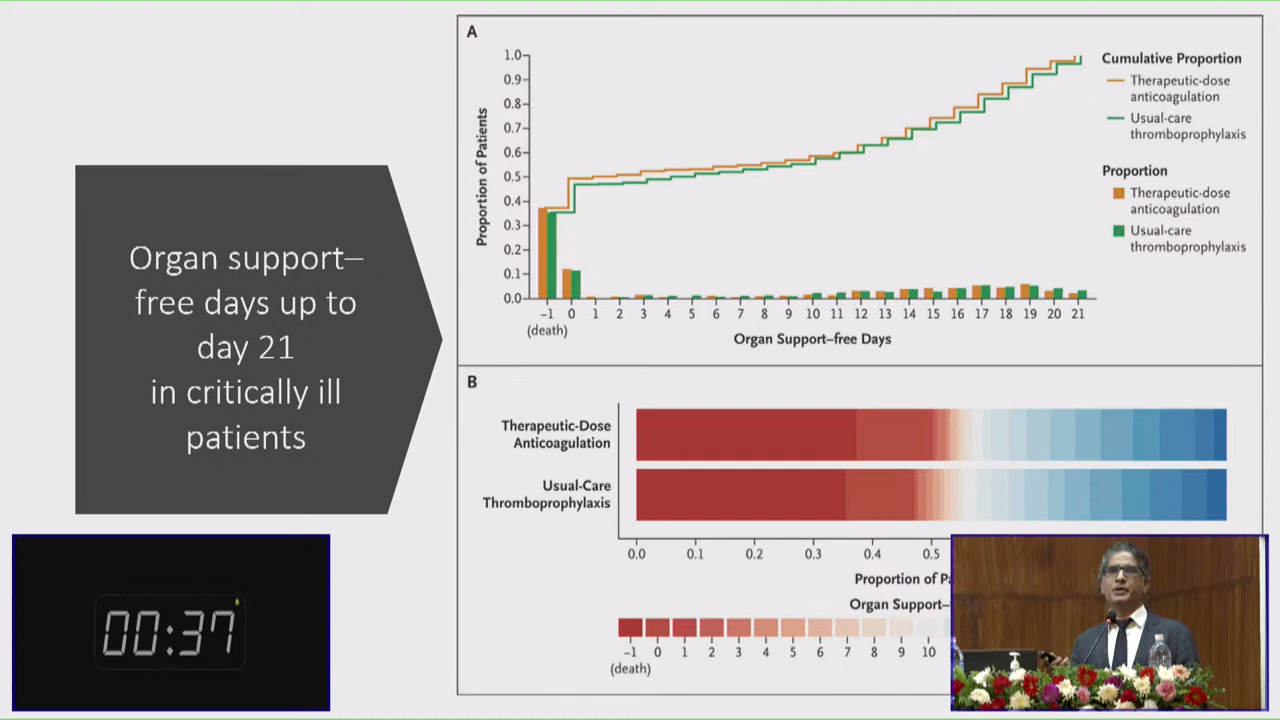 Organ support–
free days up to
day 21
in critically ill
patients
A
1.0
0.9
0.8
0.7
0.6
0.5
0.4
0.3
0.2
0.1
0.0
Proportion of Patients
−1 0 1 2 3 4 5 6 7 8 9 10 11 12 13 14 15 16 17 18 19 20 21
(death)
Organ Support–free Days
Cumulative Proportion
Therapeutic-dose
anticoagulation
Usual-care
thromboprophylaxis
Proportion
Therapeutic-dose
anticoagulation
Usual-care
thromboprophylaxis
B
Therapeutic-Dose
Anticoagulation
Usual-Care
Thromboprophylaxis
0.0 0.1 0.2 0.3 0.4 0.5
Proportion of
Organ Support–
−1 0 1 2 3 4 5 6 7 8 9 10
(death)
00:37